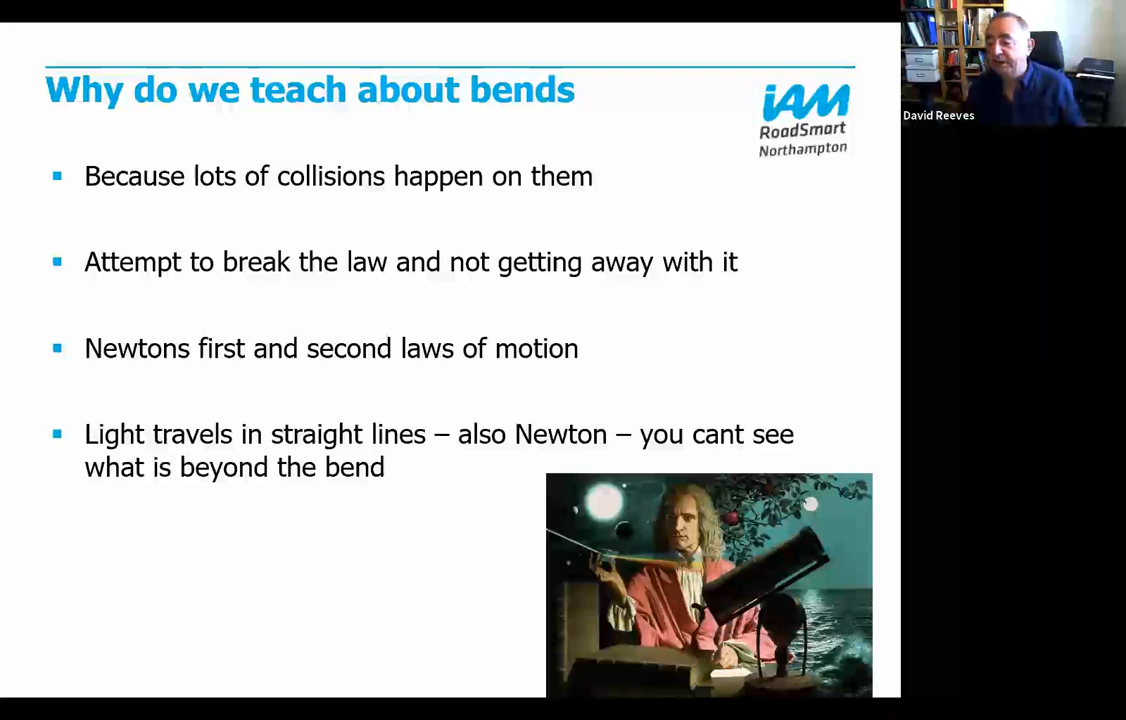 Why do we teach about bends
iAM
RoadSmart
Northampton
David Reeves
Because lots of collisions happen on them
Attempt to break the law and not getting away with it
Newtons first and second laws of motion
Light travels in straight lines – also Newton – you cant see
what is beyond the bend